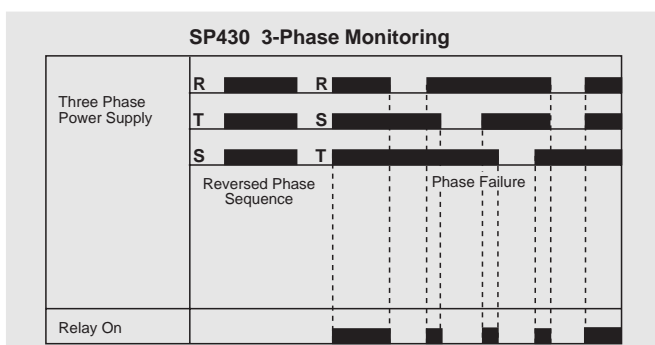 SP430 3-Phase Monitoring
Three Phase
Power Supply
R R
T S
S T
Reversed Phase
Sequence
Phase Failure
Relay On